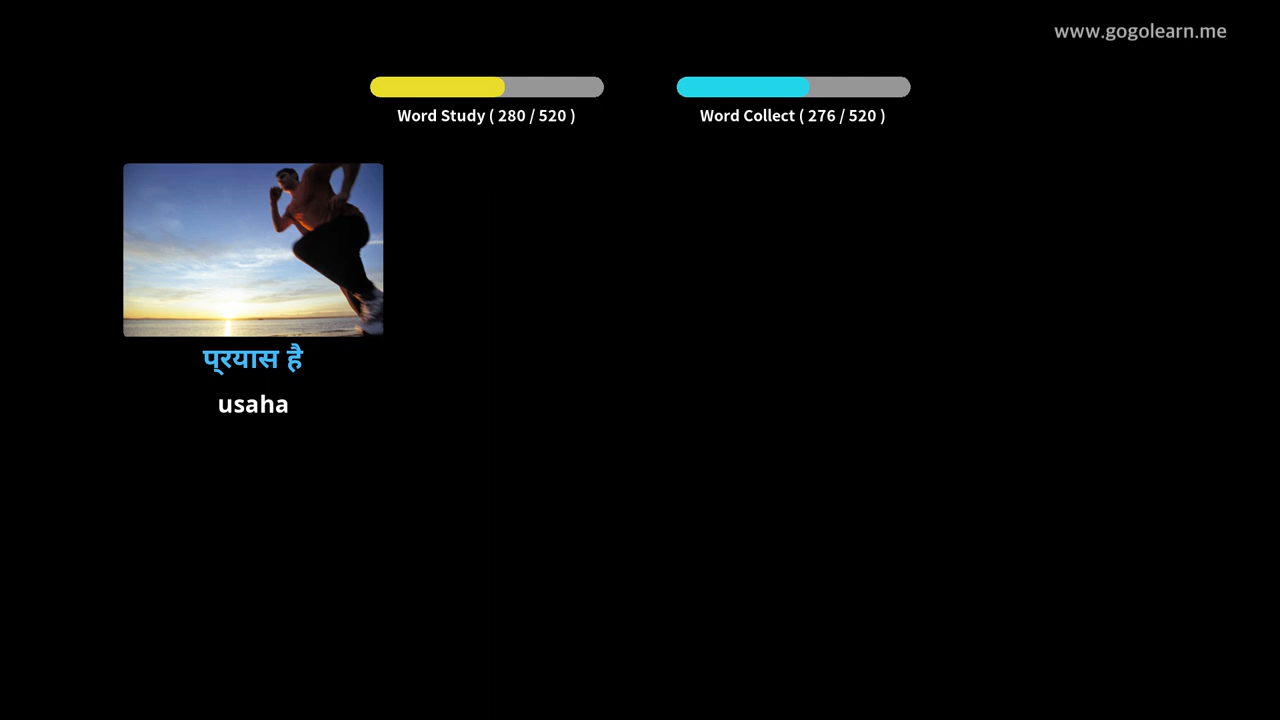 www.gogolearn.me
Word Study ( 280 / 520 )
Word Collect ( 276 / 520 )
प्रयास है
usaha